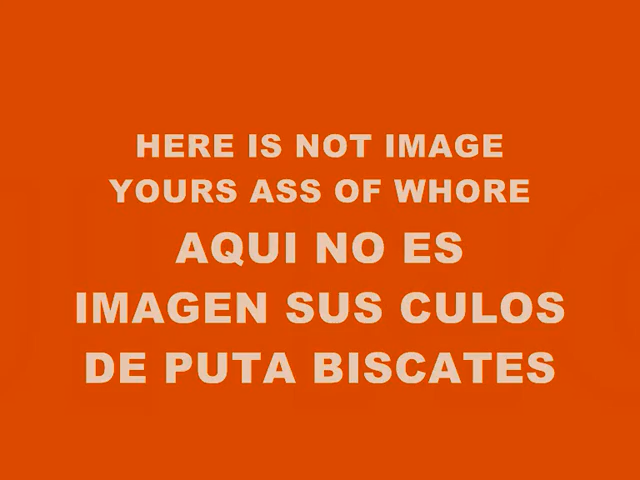 HERE IS NOT IMAGE
YOURS ASS OF WHORE
AQUI NO ES
IMAGEN SUS CULOS
DE PUTA BISCATES